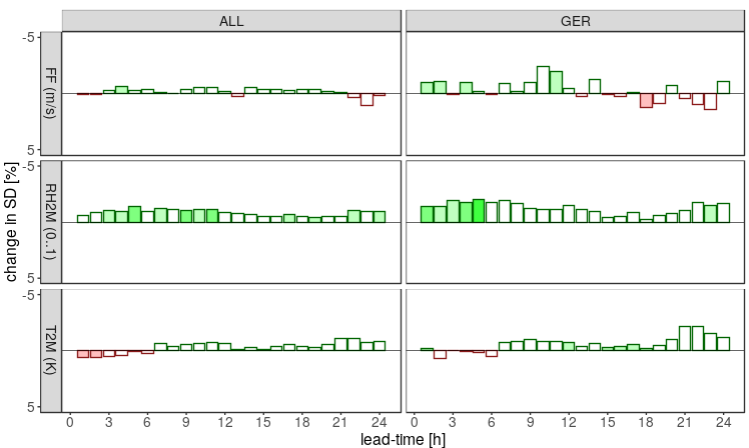 ALL GER
-5
FF (m/s)
5
-5
RH2M (0..1)
5
-5
T2M (K)
5
change in SD [%]
0 3 6 9 12 15 18 21 24 0 3 6 9 12 15 18 21 24
lead-time [h]